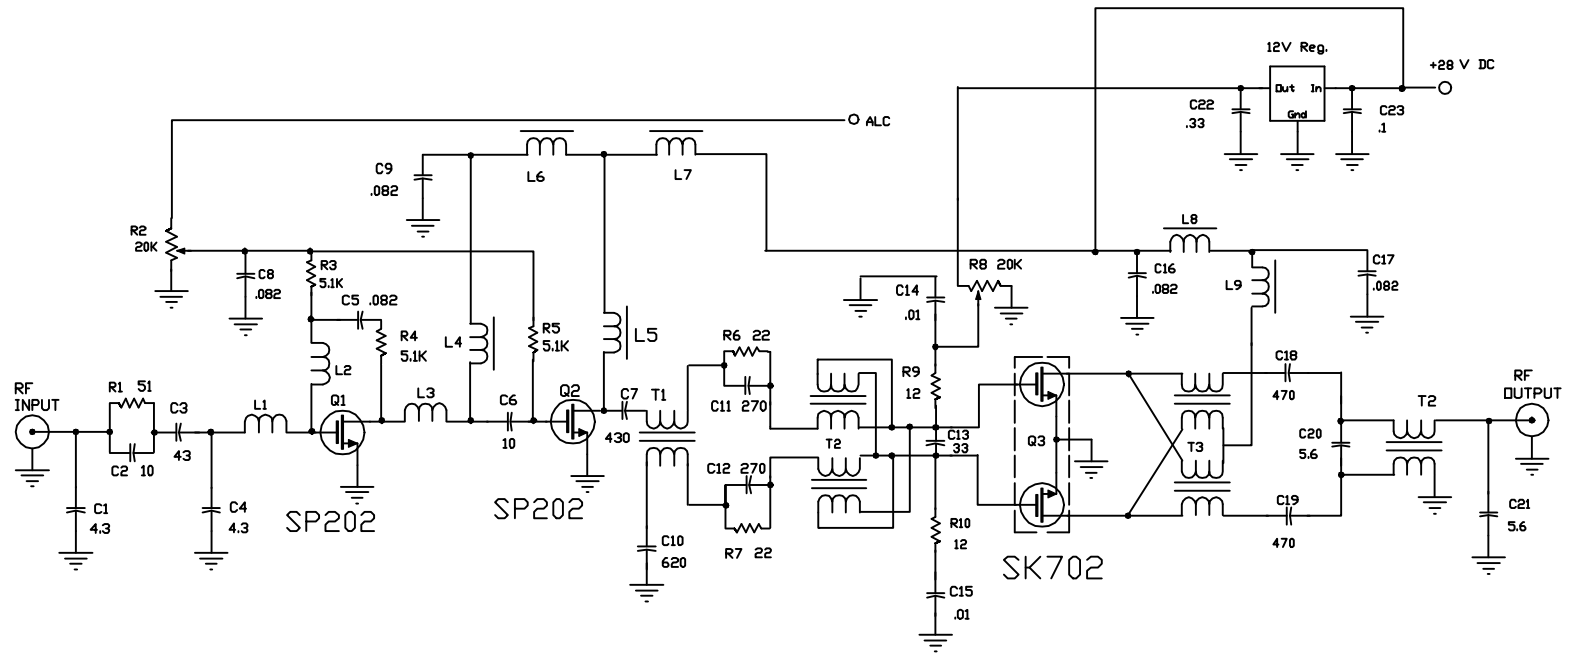 12V Reg.
+28 V DC
Out In
Gnd
C22
.33
C23
.1
ALC
C9
.082
L6
L7
R2
20K
L8
R3
5.1K
C8
.082
C5 .082
R8 20K
C14
.01
C16
.082
L9
C17
.082
R4
5.1K
L4
R5
5.1K
L5
R6 22
L2
R9
12
C18
470
RF
INPUT
R1 51
C3
43
L1
Q1
L3
C6
10
Q2
C7
430
T1
C11 270
T2
C13
33
Q3
T3
C20
5.6
T2
RF
OUTPUT
C2 10
C12 270
C1
4.3
C4
4.3
SP202
SP202
C10
620
R7 22
R10
12
SK702
C19
470
C21
5.6
C15
.01